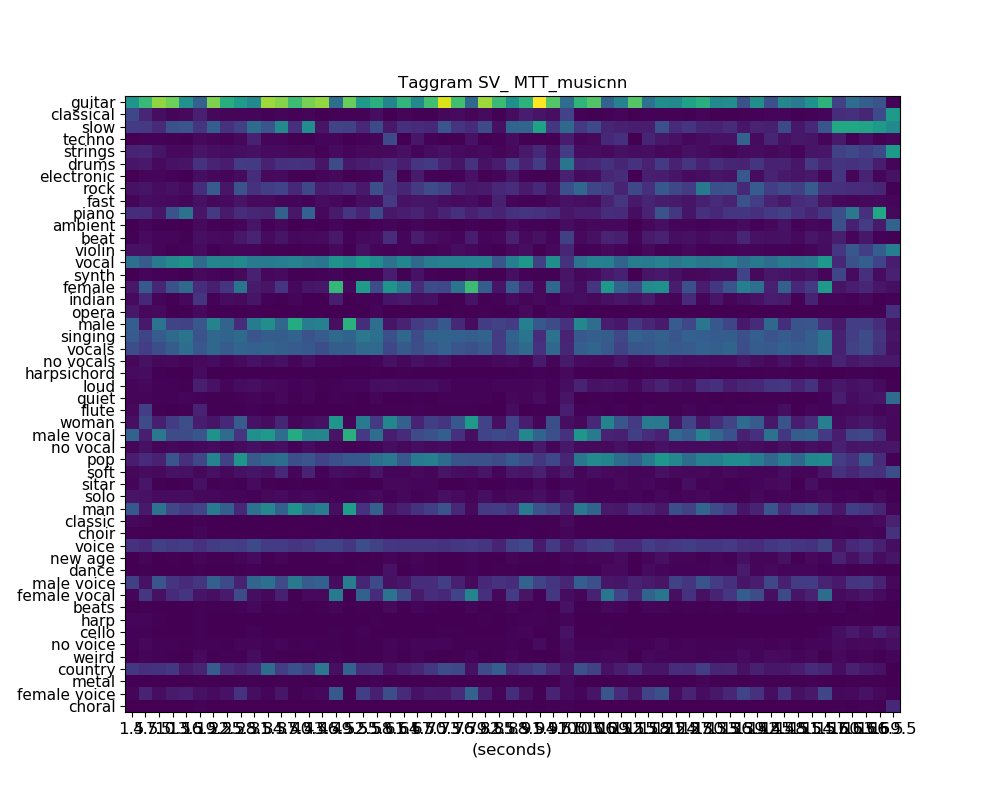 Taggram SV_ MTT_musicnn
guitar
classical
slow
techno
strings
drums
electronic
rock
fast
piano
ambient
beat
violin
vocal
synth
female
indian
opera
male
singing
vocals
no vocals
harpsichord
loud
quiet
flute
woman
male vocal
no vocal
pop
soft
sitar
solo
man
classic
choir
voice
new age
dance
male voice
female vocal
beats
harp
cello
no voice
weird
country
metal
female voice
choral
(seconds)